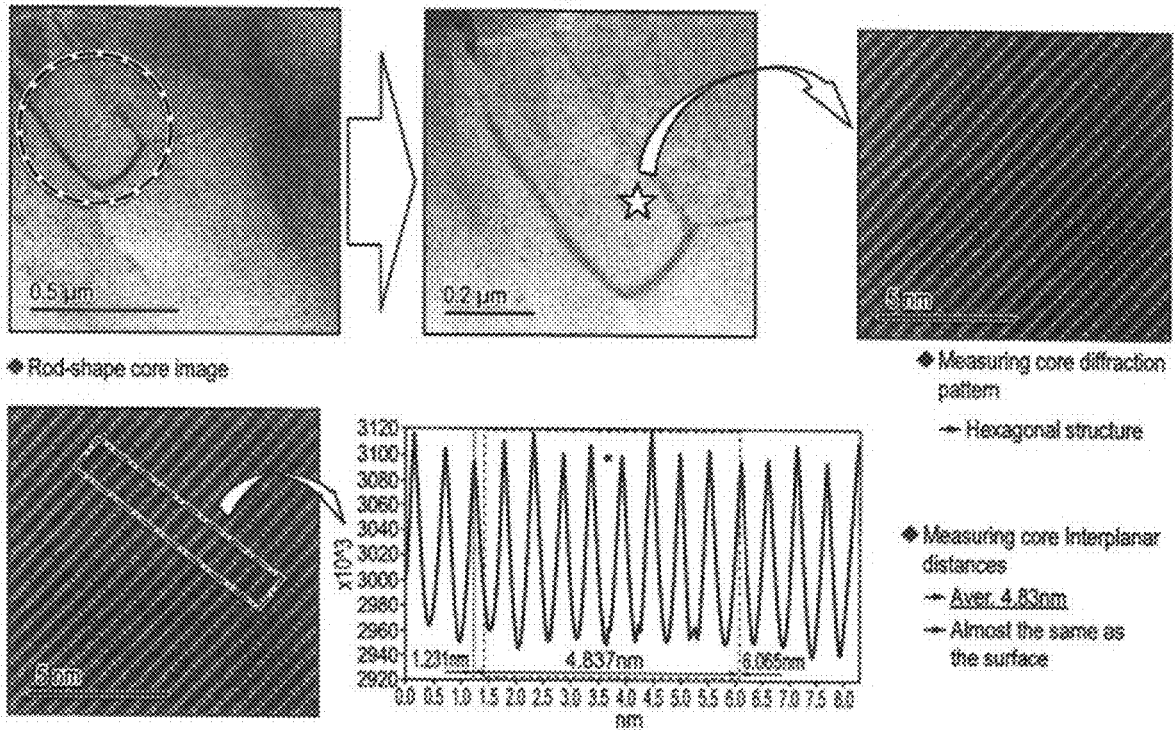 0.5 μm
0.2 μm
5 nm
◆ Rod-shape core image
◆ Measuring core diffraction
pattern
→ Hexagonal structure
5 nm
3120
3100
3080
3060
3040
3020
3000
2980
2960
2940
2920
x10^3
1.231nm
4.837nm
6.065nm
0.0 0.5 1.0 1.5 2.0 2.5 3.0 3.5 4.0 4.5 5.0 5.5 6.0 6.5 7.0 7.5 8.0
nm
◆ Measuring core Interplanar
distances
→ Aver. 4.83nm
→ Almost the same as
the surface